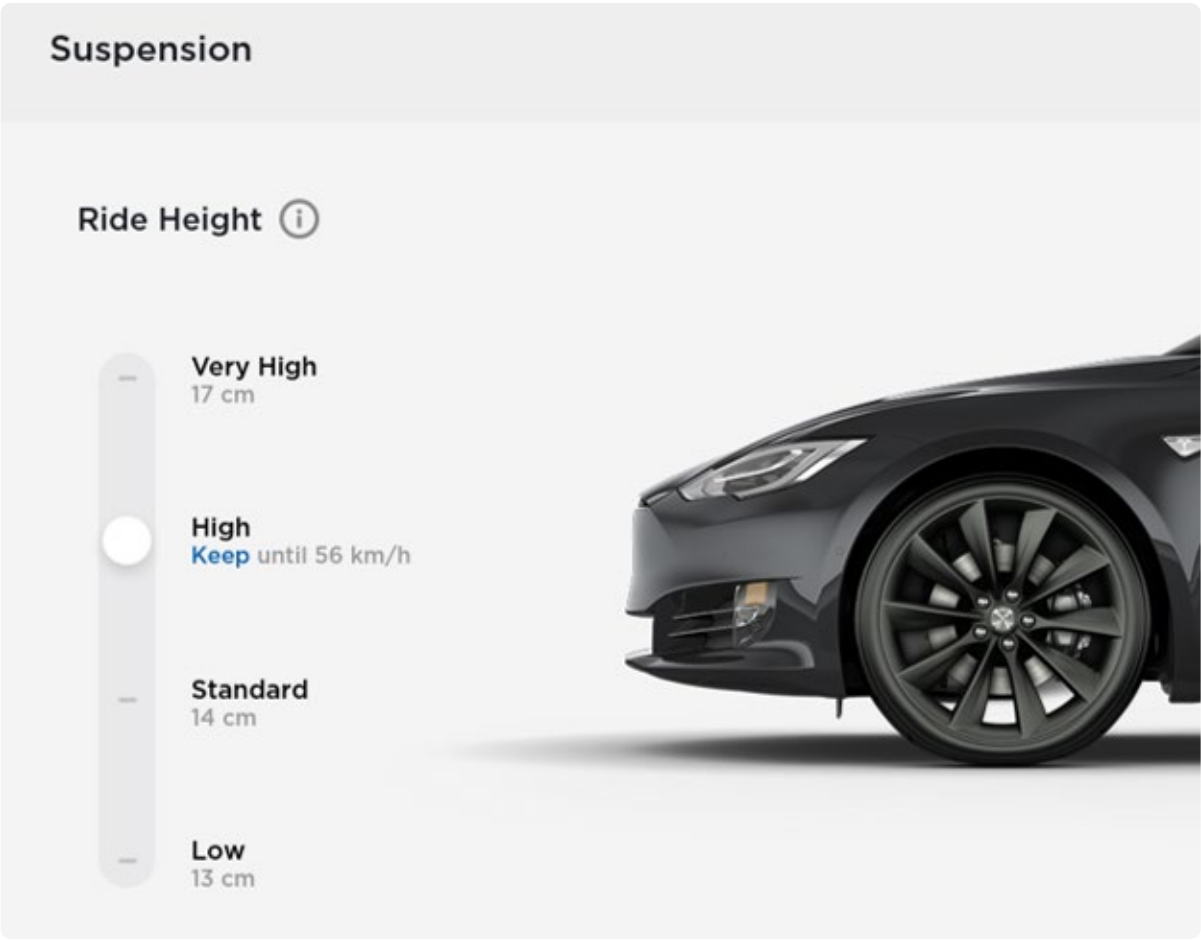 Suspension
Ride Height
Very High
17 cm
High
Keep until 56 km/h
Standard
14 cm
Low
13 cm